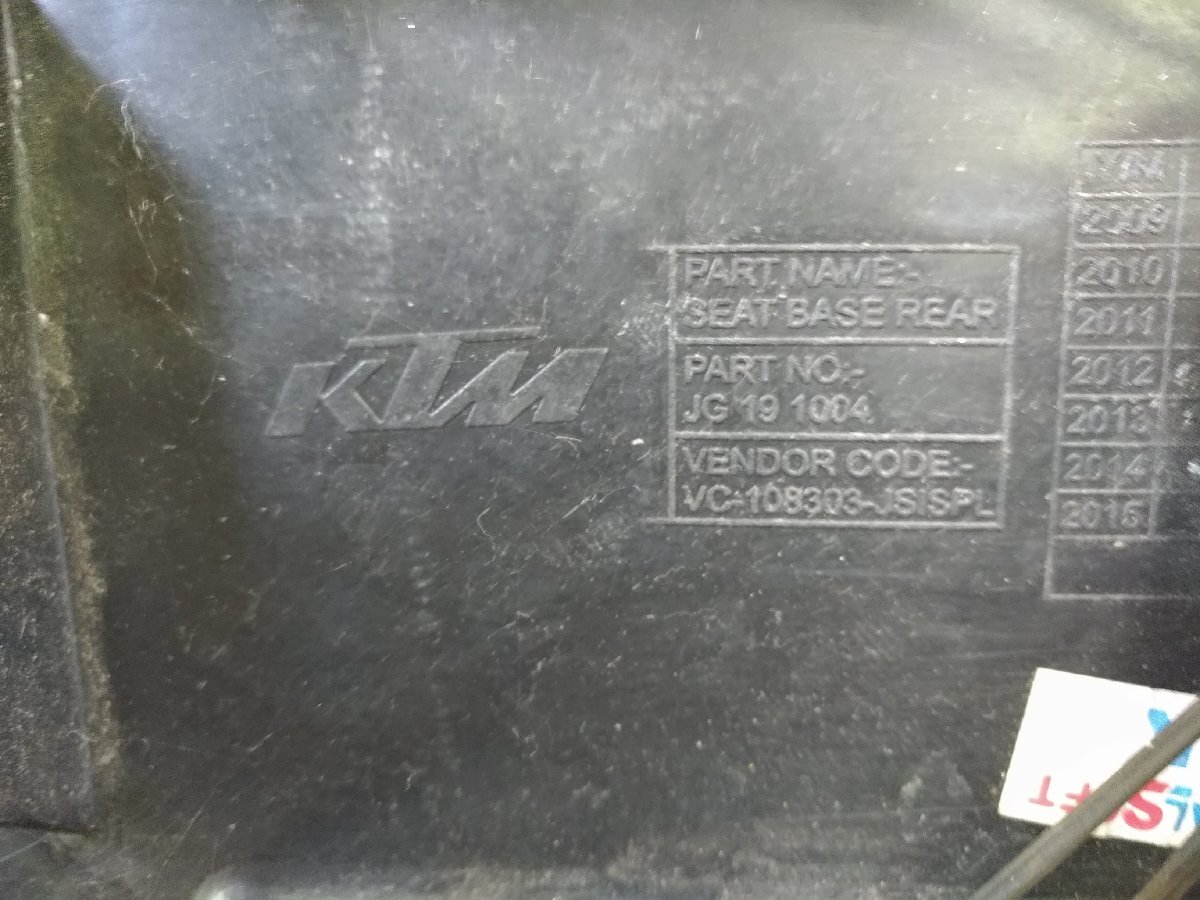 KTM
PART NAME:-
SEAT BASE REAR
PART NO.:-
JG 19 1004
VENDOR CODE:-
VC-108303-JSISPL
Y/M
2009
2010
2011
2012
2013
2014
2015